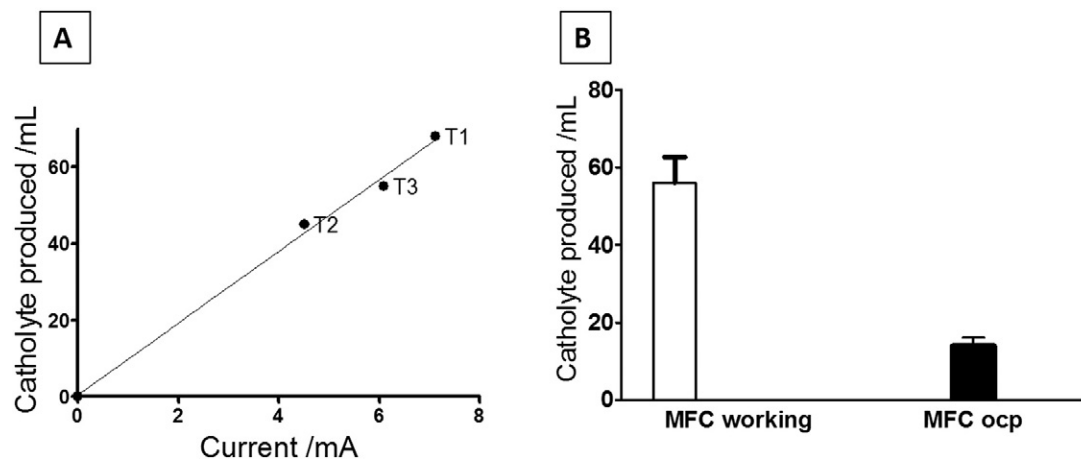 A
Catholyte produced /mL
60
40
20
0
T1
T3
T2
0 2 4 6 8
Current /mA
B
Catholyte produced /mL
80
60
40
20
0
MFC working MFC ocp